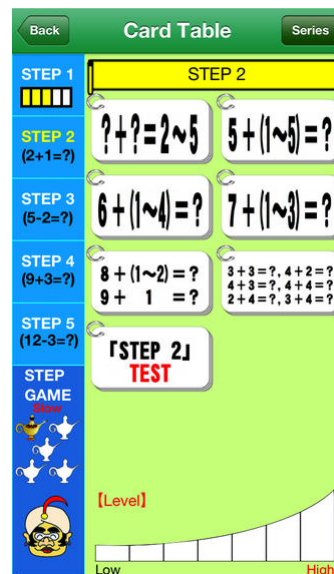 Back
Card Table
Series
STEP 1
STEP 2
(2+1=?)
STEP 3
(5-2=?)
STEP 4
(9+3=?)
STEP 5
(12-3=?)
STEP
GAME
Slow
STEP 2
?+?=2~5
5+(1~5)=?
6+(1~4)=?
7+(1~3)=?
8+(1~2)=?
9+ 1 =?
3+3=?, 4+2=?
4+3=?, 4+4=?
2+4=?, 3+4=?
「STEP 2」
TEST
【Level】
Low
High